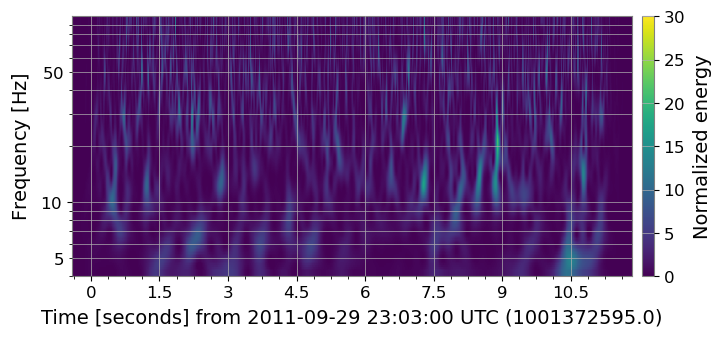 Frequency [Hz]
50
10
5
0 1.5 3 4.5 6 7.5 9 10.5
Time [seconds] from 2011-09-29 23:03:00 UTC (1001372595.0)
30
25
20
15
10
5
0
Normalized energy